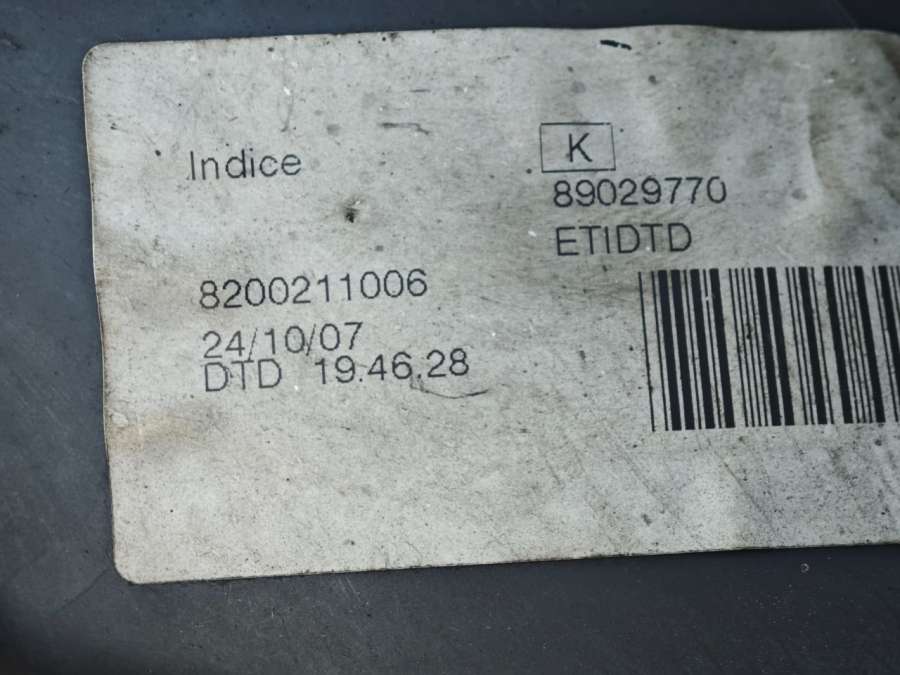 Indice
K
89029770
ETIDTD
8200211006
24/10/07
DTD 19.46.28